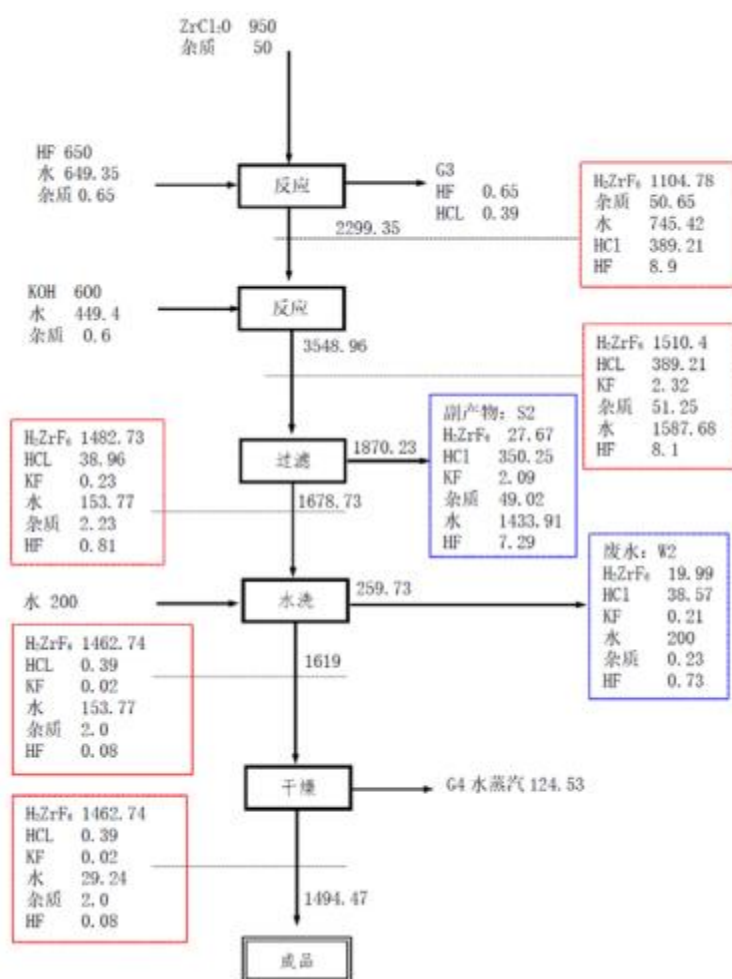 ZrCl₂O 950
杂质 50
HF 650
水 649.35
杂质 0.65
反应
G3
HF 0.65
HCL 0.39
2299.35
H₂ZrF₆ 1104.78
杂质 50.65
水 745.42
HCl 389.21
HF 8.9
KOH 600
水 449.4
杂质 0.6
反应
3548.96
H₂ZrF₆ 1510.4
HCL 389.21
KF 2.32
杂质 51.25
水 1587.68
HF 8.1
H₂ZrF₆ 1482.73
HCL 38.96
KF 0.23
水 153.77
杂质 2.23
HF 0.81
过滤
1870.23
1678.73
副产物: S2
H₂ZrF₆ 27.67
HCl 350.25
KF 2.09
杂质 49.02
水 1433.91
HF 7.29
水 200
水洗
259.73
废水: W2
H₂ZrF₆ 19.99
HCl 38.57
KF 0.21
水 200
杂质 0.23
HF 0.73
H₂ZrF₆ 1462.74
HCL 0.39
KF 0.02
水 153.77
杂质 2.0
HF 0.08
1619
干燥
G4 水蒸汽 124.53
H₂ZrF₆ 1462.74
HCL 0.39
KF 0.02
水 29.24
杂质 2.0
HF 0.08
1494.47
成品